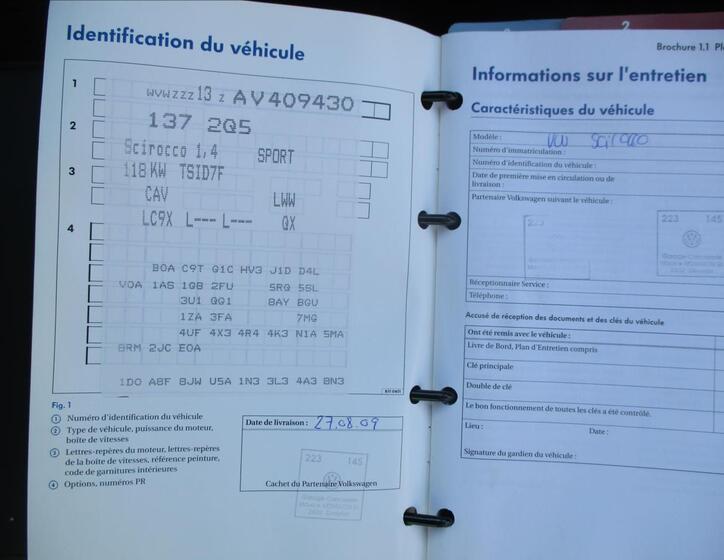 Identification du véhicule
1
WVWZZZ13 Z AV409430
2
137 2Q5
Scirocco 1,4 SPORT
3
118 KW TSID7F
CAV LWW
4
LC9X L--- L--- QX
B0A C9T G1C HV3 J1D D4L
V0A 1AS 1GB 2FU 5RQ 5SL
3U1 QG1 BAY BGU
1ZA 3FA 7MG
4UF 4X3 4R4 4K3 N1A 5MA
8RM 2JC E0A
1D0 A8F 8JW U5A 1N3 3L3 4A3 8N3
Fig. 1
1 Numéro d'identification du véhicule
2 Type de véhicule, puissance du moteur,
boîte de vitesses
3 Lettres-repères du moteur, lettres-repères
de la boîte de vitesses, référence peinture,
code de garnitures intérieures
4 Options, numéros PR
Date de livraison : 27.08.09
223 145
Cachet du Partenaire Volkswagen
2
Brochure 1.1
Informations sur l'entretien
Caractéristiques du véhicule
Modèle : VW SCIROCCO
Numéro d'immatriculation :
Numéro d'identification du véhicule :
Date de première mise en circulation ou de
livraison :
Partenaire Volkswagen suivant le véhicule :
223 145
Réceptionnaire Service :
Téléphone :
Accusé de réception des documents et des clés du véhicule
Ont été remis avec le véhicule :
Livre de Bord, Plan d'Entretien compris
Clé principale
Double de clé
Le bon fonctionnement de toutes les clés a été contrôlé.
Lieu : Date :
Signature du gardien du véhicule :